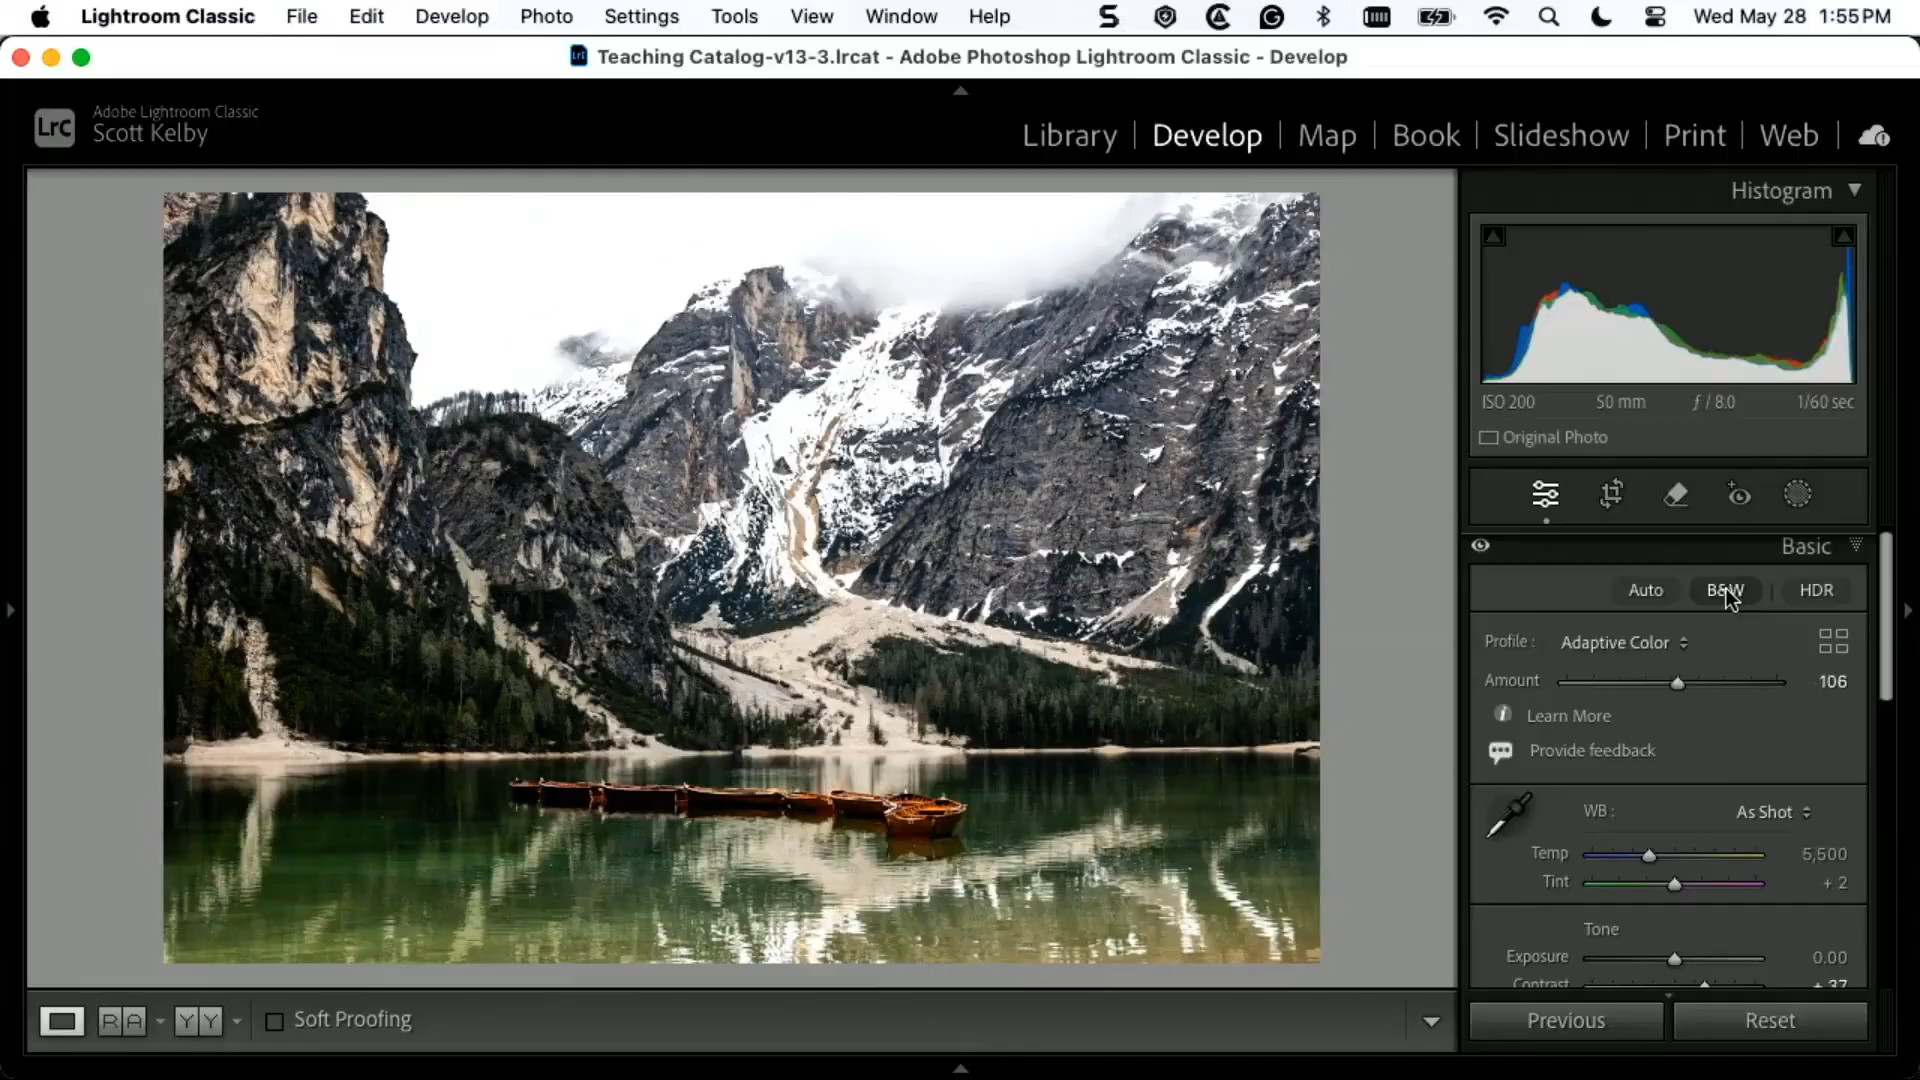 Lightroom Classic File Edit Develop Photo Settings Tools View Window Help Wed May 28 1:55 PM
Teaching Catalog-v13-3.lrcat - Adobe Photoshop Lightroom Classic - Develop
LrC
Adobe Lightroom Classic
Scott Kelby
Library | Develop | Map | Book | Slideshow | Print | Web
Histogram
ISO 200 50 mm ƒ / 8.0 1/60 sec
Original Photo
Basic
Auto B&W | HDR
Profile : Adaptive Color
Amount 106
Learn More
Provide feedback
WB : As Shot
Temp 5,500
Tint + 2
Tone
Exposure 0.00
Contrast + 37
R A Y Y Soft Proofing
Previous Reset